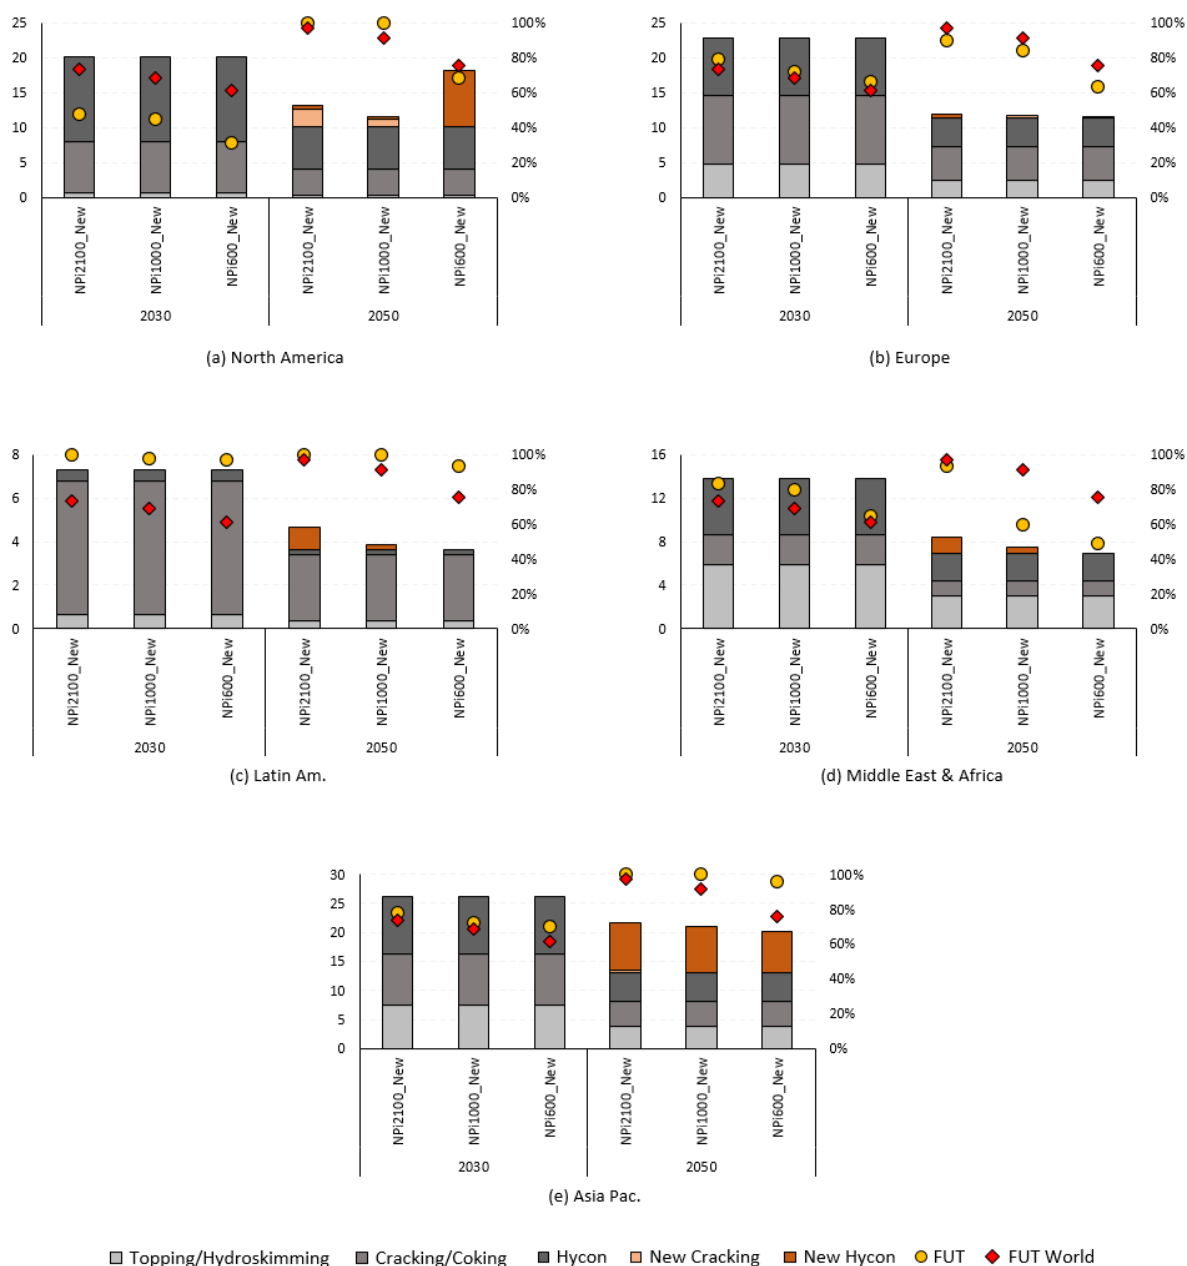 25
20
15
10
5
0
100%
80%
60%
40%
20%
0%
NPi2100_New
NPi1000_New
NPi600_New
NPi2100_New
NPi1000_New
NPi600_New
2030
2050
(a) North America
25
20
15
10
5
0
100%
80%
60%
40%
20%
0%
NPi2100_New
NPi1000_New
NPi600_New
NPi2100_New
NPi1000_New
NPi600_New
2030
2050
(b) Europe
8
6
4
2
0
100%
80%
60%
40%
20%
0%
NPi2100_New
NPi1000_New
NPi600_New
NPi2100_New
NPi1000_New
NPi600_New
2030
2050
(c) Latin Am.
16
12
8
4
0
100%
80%
60%
40%
20%
0%
NPi2100_New
NPi1000_New
NPi600_New
NPi2100_New
NPi1000_New
NPi600_New
2030
2050
(d) Middle East & Africa
30
25
20
15
10
5
0
100%
80%
60%
40%
20%
0%
NPi2100_New
NPi1000_New
NPi600_New
NPi2100_New
NPi1000_New
NPi600_New
2030
2050
(e) Asia Pac.
Topping/Hydroskimming Cracking/Coking Hycon New Cracking New Hycon FUT FUT World